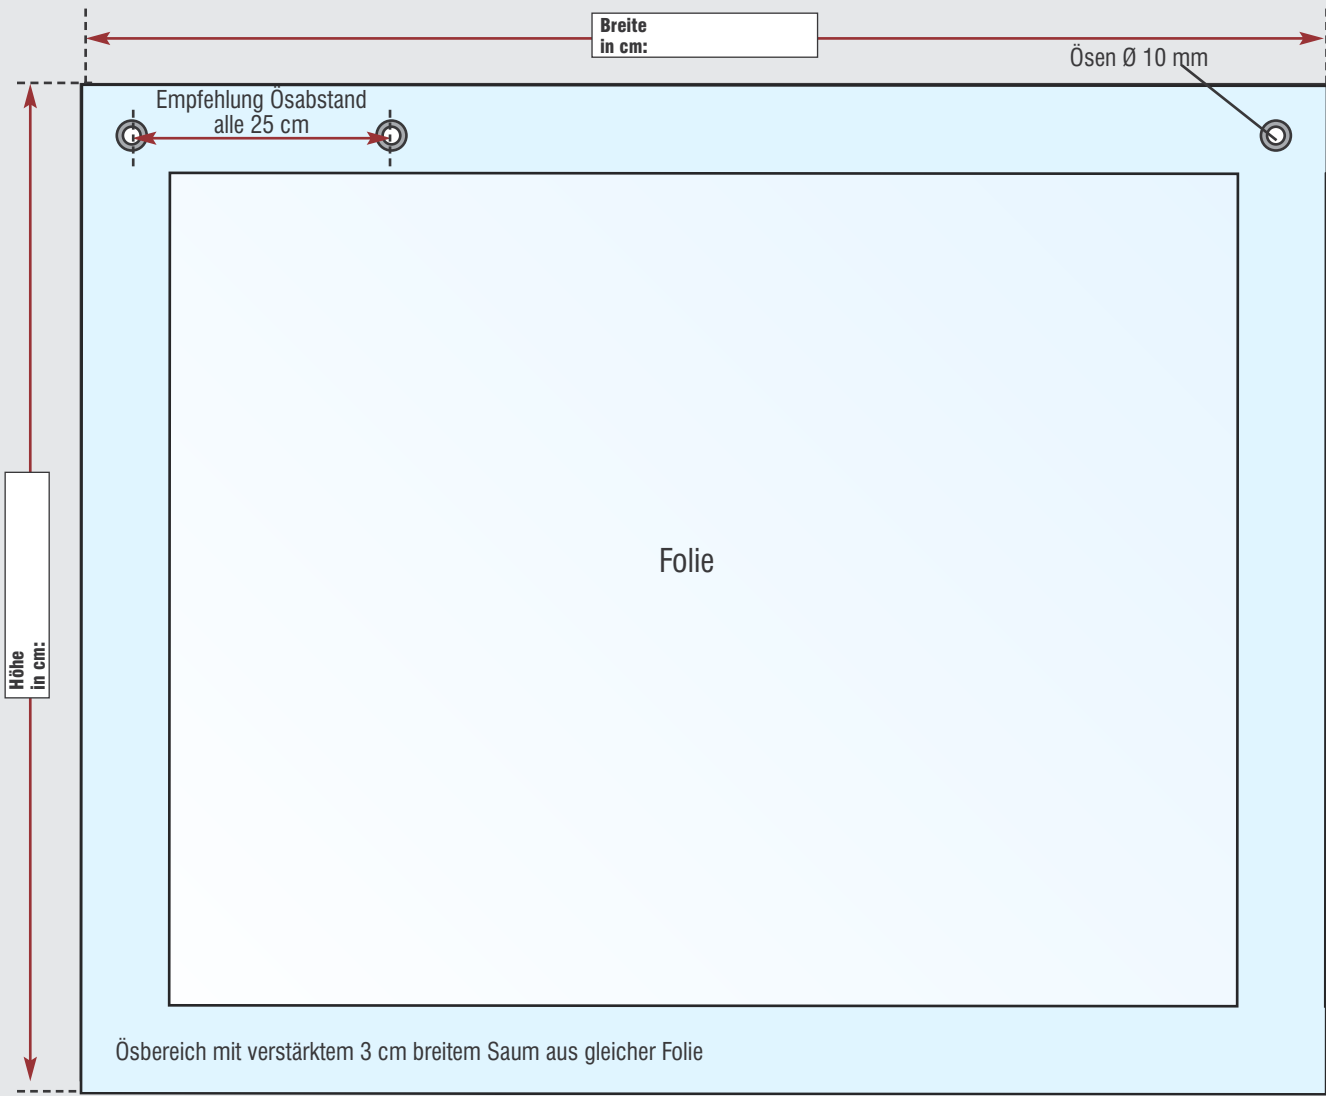 Breite
in cm:
Ösen Ø 10 mm
Empfehlung Ösabstand
alle 25 cm
Höhe
in cm:
Folie
Ösbereich mit verstärktem 3 cm breitem Saum aus gleicher Folie